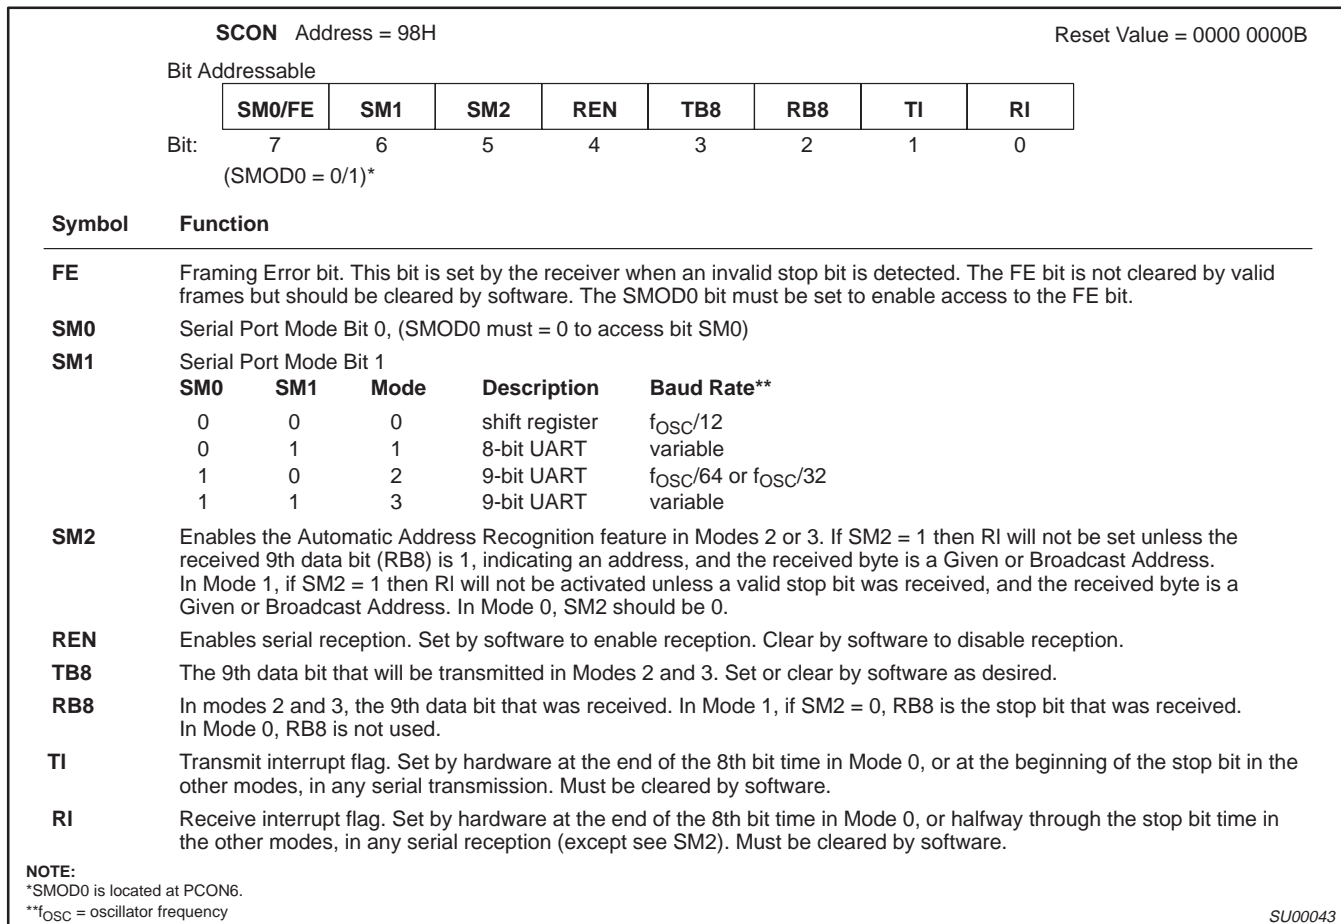 SCON Address = 98H Reset Value = 0000 0000B
Bit Addressable
SM0/FE SM1 SM2 REN TB8 RB8 TI RI
Bit: 7 6 5 4 3 2 1 0
(SMOD0 = 0/1)*
Symbol Function
FE Framing Error bit. This bit is set by the receiver when an invalid stop bit is detected. The FE bit is not cleared by valid
frames but should be cleared by software. The SMOD0 bit must be set to enable access to the FE bit.
SM0 Serial Port Mode Bit 0, (SMOD0 must = 0 to access bit SM0)
SM1 Serial Port Mode Bit 1
SM0 SM1 Mode Description Baud Rate**
0 0 0 shift register fOSC/12
0 1 1 8-bit UART variable
1 0 2 9-bit UART fOSC/64 or fOSC/32
1 1 3 9-bit UART variable
SM2 Enables the Automatic Address Recognition feature in Modes 2 or 3. If SM2 = 1 then RI will not be set unless the
received 9th data bit (RB8) is 1, indicating an address, and the received byte is a Given or Broadcast Address.
In Mode 1, if SM2 = 1 then RI will not be activated unless a valid stop bit was received, and the received byte is a
Given or Broadcast Address. In Mode 0, SM2 should be 0.
REN Enables serial reception. Set by software to enable reception. Clear by software to disable reception.
TB8 The 9th data bit that will be transmitted in Modes 2 and 3. Set or clear by software as desired.
RB8 In modes 2 and 3, the 9th data bit that was received. In Mode 1, if SM2 = 0, RB8 is the stop bit that was received.
In Mode 0, RB8 is not used.
TI Transmit interrupt flag. Set by hardware at the end of the 8th bit time in Mode 0, or at the beginning of the stop bit in the
other modes, in any serial transmission. Must be cleared by software.
RI Receive interrupt flag. Set by hardware at the end of the 8th bit time in Mode 0, or halfway through the stop bit time in
the other modes, in any serial reception (except see SM2). Must be cleared by software.
NOTE:
*SMOD0 is located at PCON6.
**fOSC = oscillator frequency
SU00043